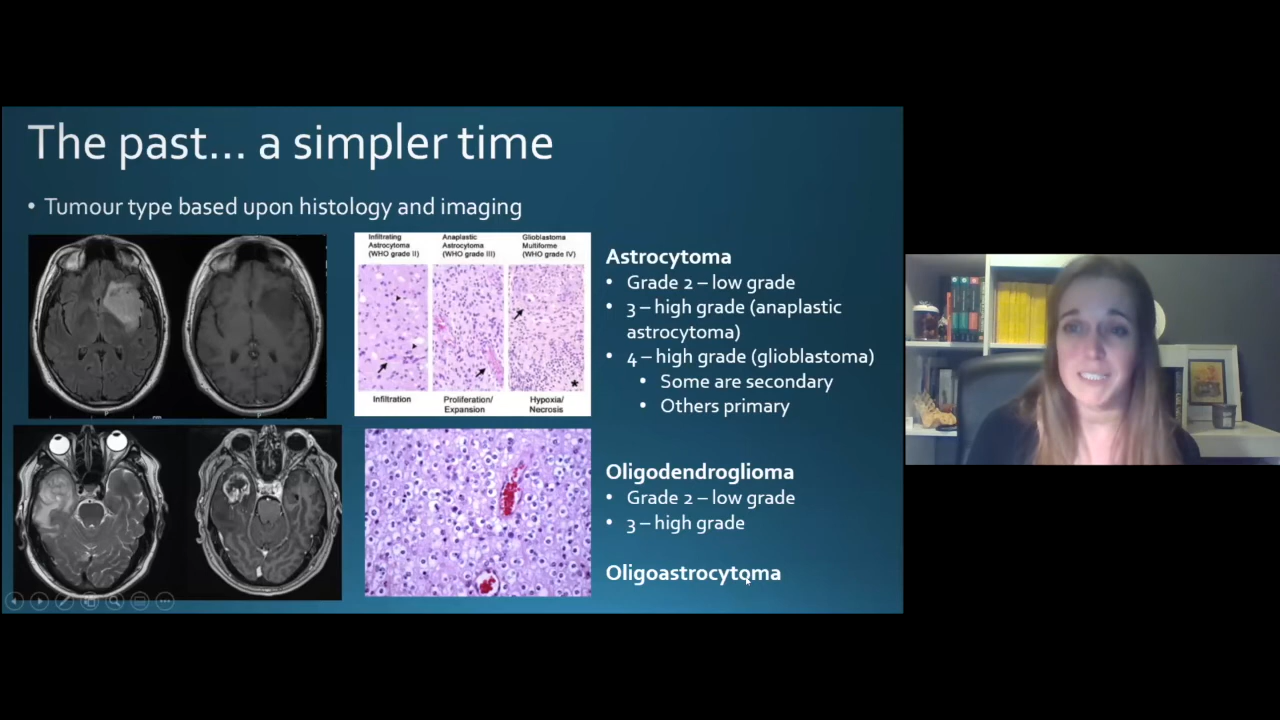 The past... a simpler time
• Tumour type based upon histology and imaging
Infiltrating
Astrocytoma
(WHO grade II)
Anaplastic
Astrocytoma
(WHO grade III)
Glioblastoma
Multiforme
(WHO grade IV)
Infiltration
Proliferation/
Expansion
Hypoxia/
Necrosis
Astrocytoma
• Grade 2 – low grade
• 3 – high grade (anaplastic
astrocytoma)
• 4 – high grade (glioblastoma)
• Some are secondary
• Others primary
Oligodendroglioma
• Grade 2 – low grade
• 3 – high grade
Oligoastrocytoma